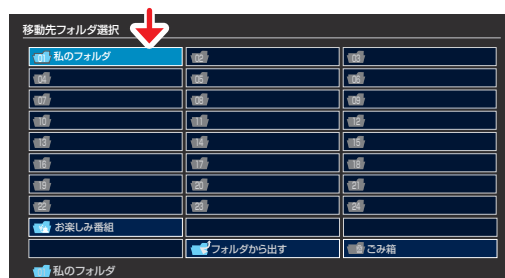 移動先フォルダ選択
01 私のフォルダ 02 03
04 05 06
07 08 09
10 11 12
13 14 15
16 17 18
19 20 21
22 23 24
お楽しみ番組
フォルダから出す ごみ箱
私のフォルダ